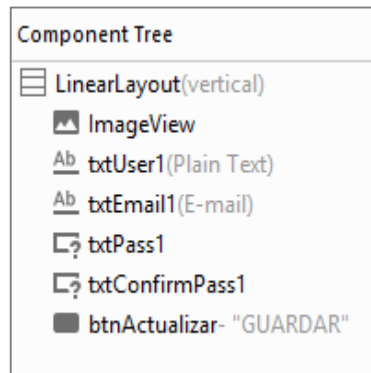 Component Tree
LinearLayout(vertical)
ImageView
Ab txtUser1(Plain Text)
Ab txtEmail1(E-mail)
txtPass1
txtConfirmPass1
btnActualizar- "GUARDAR"